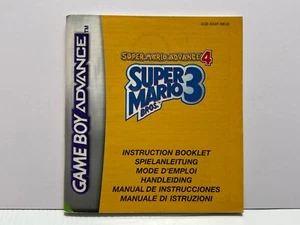 GAME BOY ADVANCE
SUPER MARIO ADVANCE 4
SUPER
MARIO 3
BROS.
INSTRUCTION BOOKLET
SPIELANLEITUNG
MODE D'EMPLOI
HANDLEIDING
MANUAL DE INSTRUCCIONES
MANUALE DI ISTRUZIONI